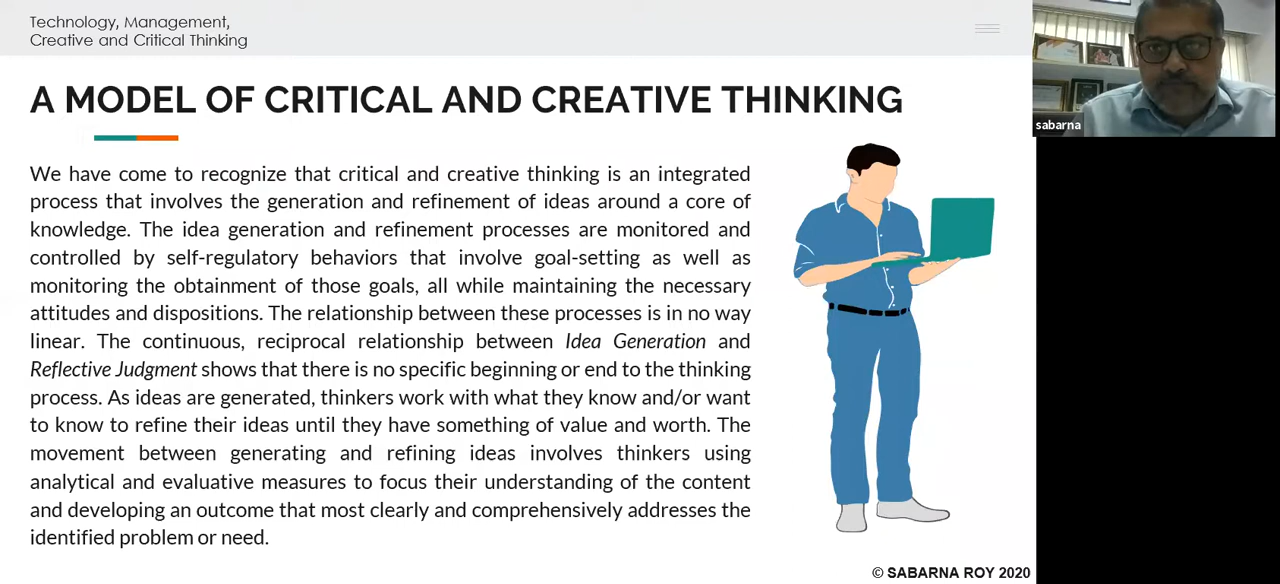 Technology, Management,
Creative and Critical Thinking
A MODEL OF CRITICAL AND CREATIVE THINKING
We have come to recognize that critical and creative thinking is an integrated
process that involves the generation and refinement of ideas around a core of
knowledge. The idea generation and refinement processes are monitored and
controlled by self-regulatory behaviors that involve goal-setting as well as
monitoring the obtainment of those goals, all while maintaining the necessary
attitudes and dispositions. The relationship between these processes is in no way
linear. The continuous, reciprocal relationship between Idea Generation and
Reflective Judgment shows that there is no specific beginning or end to the thinking
process. As ideas are generated, thinkers work with what they know and/or want
to know to refine their ideas until they have something of value and worth. The
movement between generating and refining ideas involves thinkers using
analytical and evaluative measures to focus their understanding of the content
and developing an outcome that most clearly and comprehensively addresses the
identified problem or need.
© SABARNA ROY 2020
sabarna